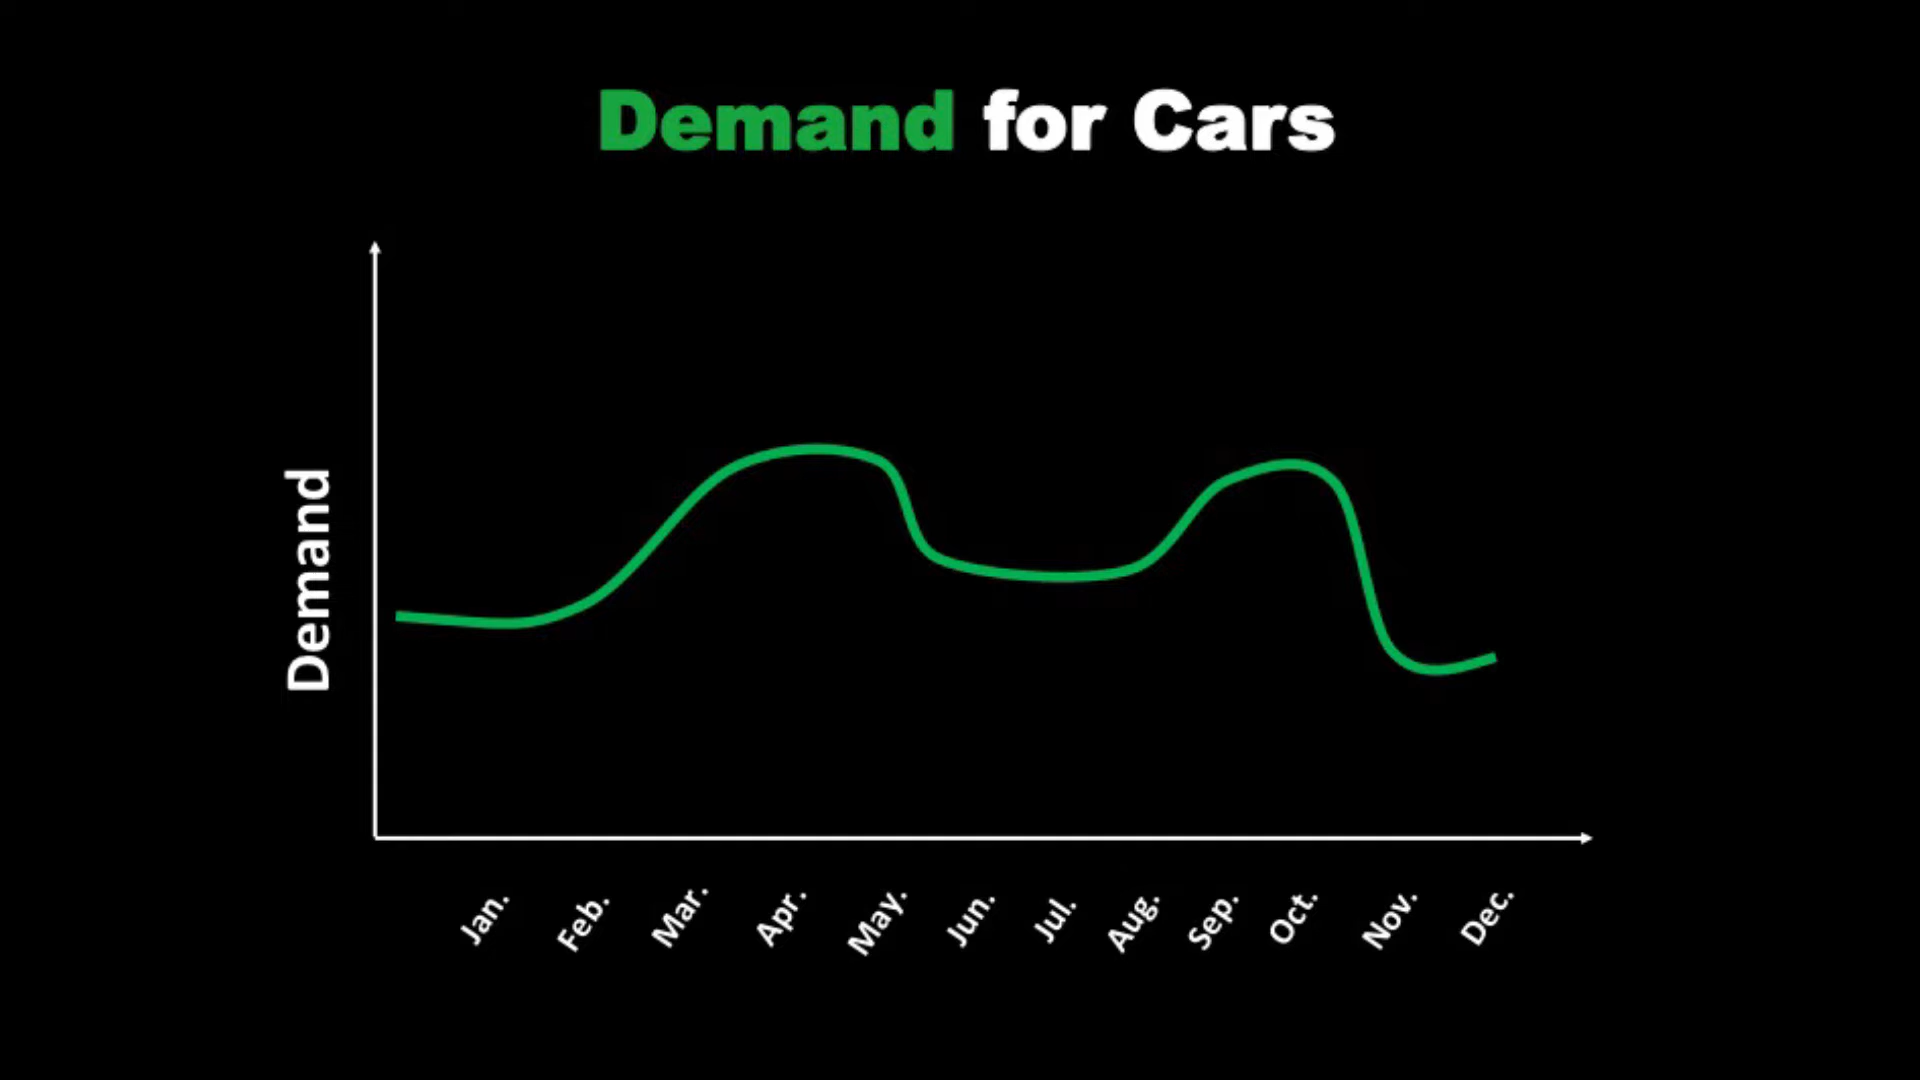 Demand for Cars
Demand
Jan. Feb. Mar. Apr. May. Jun. Jul. Aug. Sep. Oct. Nov. Dec.